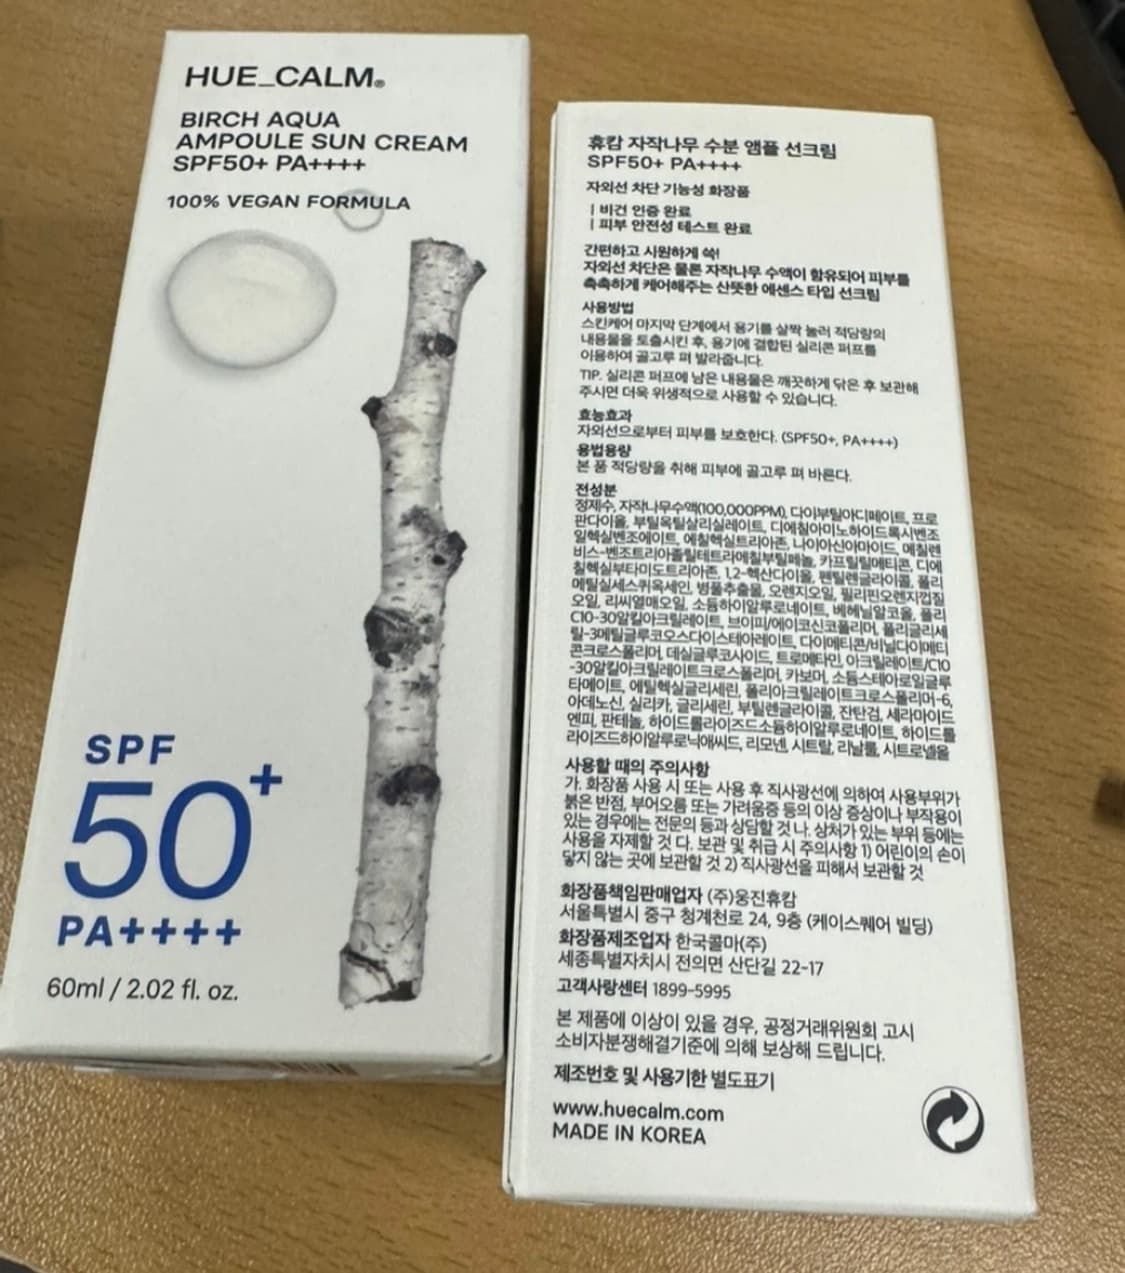 HUE_CALM®
BIRCH AQUA
AMPOULE SUN CREAM
SPF50+ PA++++
100% VEGAN FORMULA
SPF
50+
PA++++
60ml / 2.02 fl. oz.
휴캄 자작나무 수분 앰플 선크림
SPF50+ PA++++
자외선 차단 기능성 화장품
| 비건 인증 완료
| 피부 안전성 테스트 완료
간편하고 시원하게 쓱!
자외선 차단은 물론 자작나무 수액이 함유되어 피부를
촉촉하게 케어해주는 산뜻한 에센스 타입 선크림
사용방법
스킨케어 마지막 단계에서 용기를 살짝 눌러 적당량의
내용물을 토출시킨 후, 용기에 결합된 실리콘 퍼프를
이용하여 골고루 펴 발라줍니다.
TIP. 실리콘 퍼프에 남은 내용물은 깨끗하게 닦은 후 보관해
주시면 더욱 위생적으로 사용할 수 있습니다.
효능효과
자외선으로부터 피부를 보호한다. (SPF50+, PA++++)
용법용량
본 품 적당량을 취해 피부에 골고루 펴 바른다.
전성분
정제수, 자작나무수액(100,000PPM), 다이부틸아디페이트, 프로
판다이올, 부틸옥틸살리실레이트, 디에칠아미노하이드록시벤조
일헥실벤조에이트, 에칠헥실트리아존, 나이아신아마이드, 메칠렌
비스-벤조트리아졸릴테트라메칠부틸페놀, 카프릴릴메티콘, 디에
칠헥실부타미도트리아존, 1,2-헥산다이올, 펜틸렌글라이콜, 폴리
메틸실세스퀴옥세인, 병풀추출물, 오렌지오일, 필리핀오렌지껍질
오일, 리씨열매오일, 소듐하이알루로네이트, 베헤닐알코올, 폴리
C10-30알킬아크릴레이트, 브이피/에이코신코폴리머, 폴리글리세
릴-3메틸글루코오스다이스테아레이트, 다이메티콘/비닐다이메티
콘크로스폴리머, 데실글루코사이드, 트로메타민, 아크릴레이트/C10
-30알킬아크릴레이트크로스폴리머, 카보머, 소듐스테아로일글루
타메이트, 에틸헥실글리세린, 폴리아크릴레이트크로스폴리머-6,
아데노신, 실리카, 글리세린, 부틸렌글라이콜, 잔탄검, 세라마이드
엔피, 판테놀, 하이드롤라이즈드소듐하이알루로네이트, 하이드롤
라이즈드하이알루로닉애씨드, 리모넨, 시트랄, 리날룰, 시트로넬올
사용할 때의 주의사항
가. 화장품 사용 시 또는 사용 후 직사광선에 의하여 사용부위가
붉은 반점, 부어오름 또는 가려움증 등의 이상 증상이나 부작용이
있는 경우에는 전문의 등과 상담할 것 나. 상처가 있는 부위 등에는
사용을 자제할 것 다. 보관 및 취급 시 주의사항 1) 어린이의 손이
닿지 않는 곳에 보관할 것 2) 직사광선을 피해서 보관할 것
화장품책임판매업자 (주)웅진휴캄
서울특별시 중구 청계천로 24, 9층 (케이스퀘어 빌딩)
화장품제조업자 한국콜마(주)
세종특별자치시 전의면 산단길 22-17
고객사랑센터 1899-5995
본 제품에 이상이 있을 경우, 공정거래위원회 고시
소비자분쟁해결기준에 의해 보상해 드립니다.
제조번호 및 사용기한 별도표기
www.huecalm.com
MADE IN KOREA